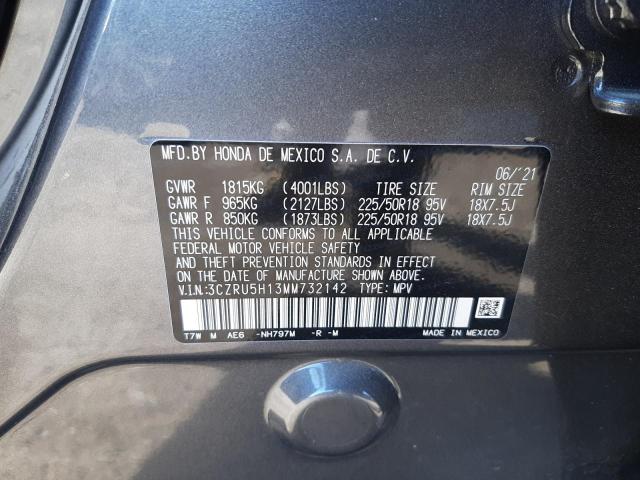 MFD.BY HONDA DE MEXICO S.A. DE C.V.
06/'21
GVWR 1815KG (4001LBS) TIRE SIZE RIM SIZE
GAWR F 965KG (2127LBS) 225/50R18 95V 18X7.5J
GAWR R 850KG (1873LBS) 225/50R18 95V 18X7.5J
THIS VEHICLE CONFORMS TO ALL APPLICABLE
FEDERAL MOTOR VEHICLE SAFETY
AND THEFT PREVENTION STANDARDS IN EFFECT
ON THE DATE OF MANUFACTURE SHOWN ABOVE.
V.I.N:3CZRU5H13MM732142 TYPE: MPV
T7W M AE6 -NH797M -R -M MADE IN MEXICO